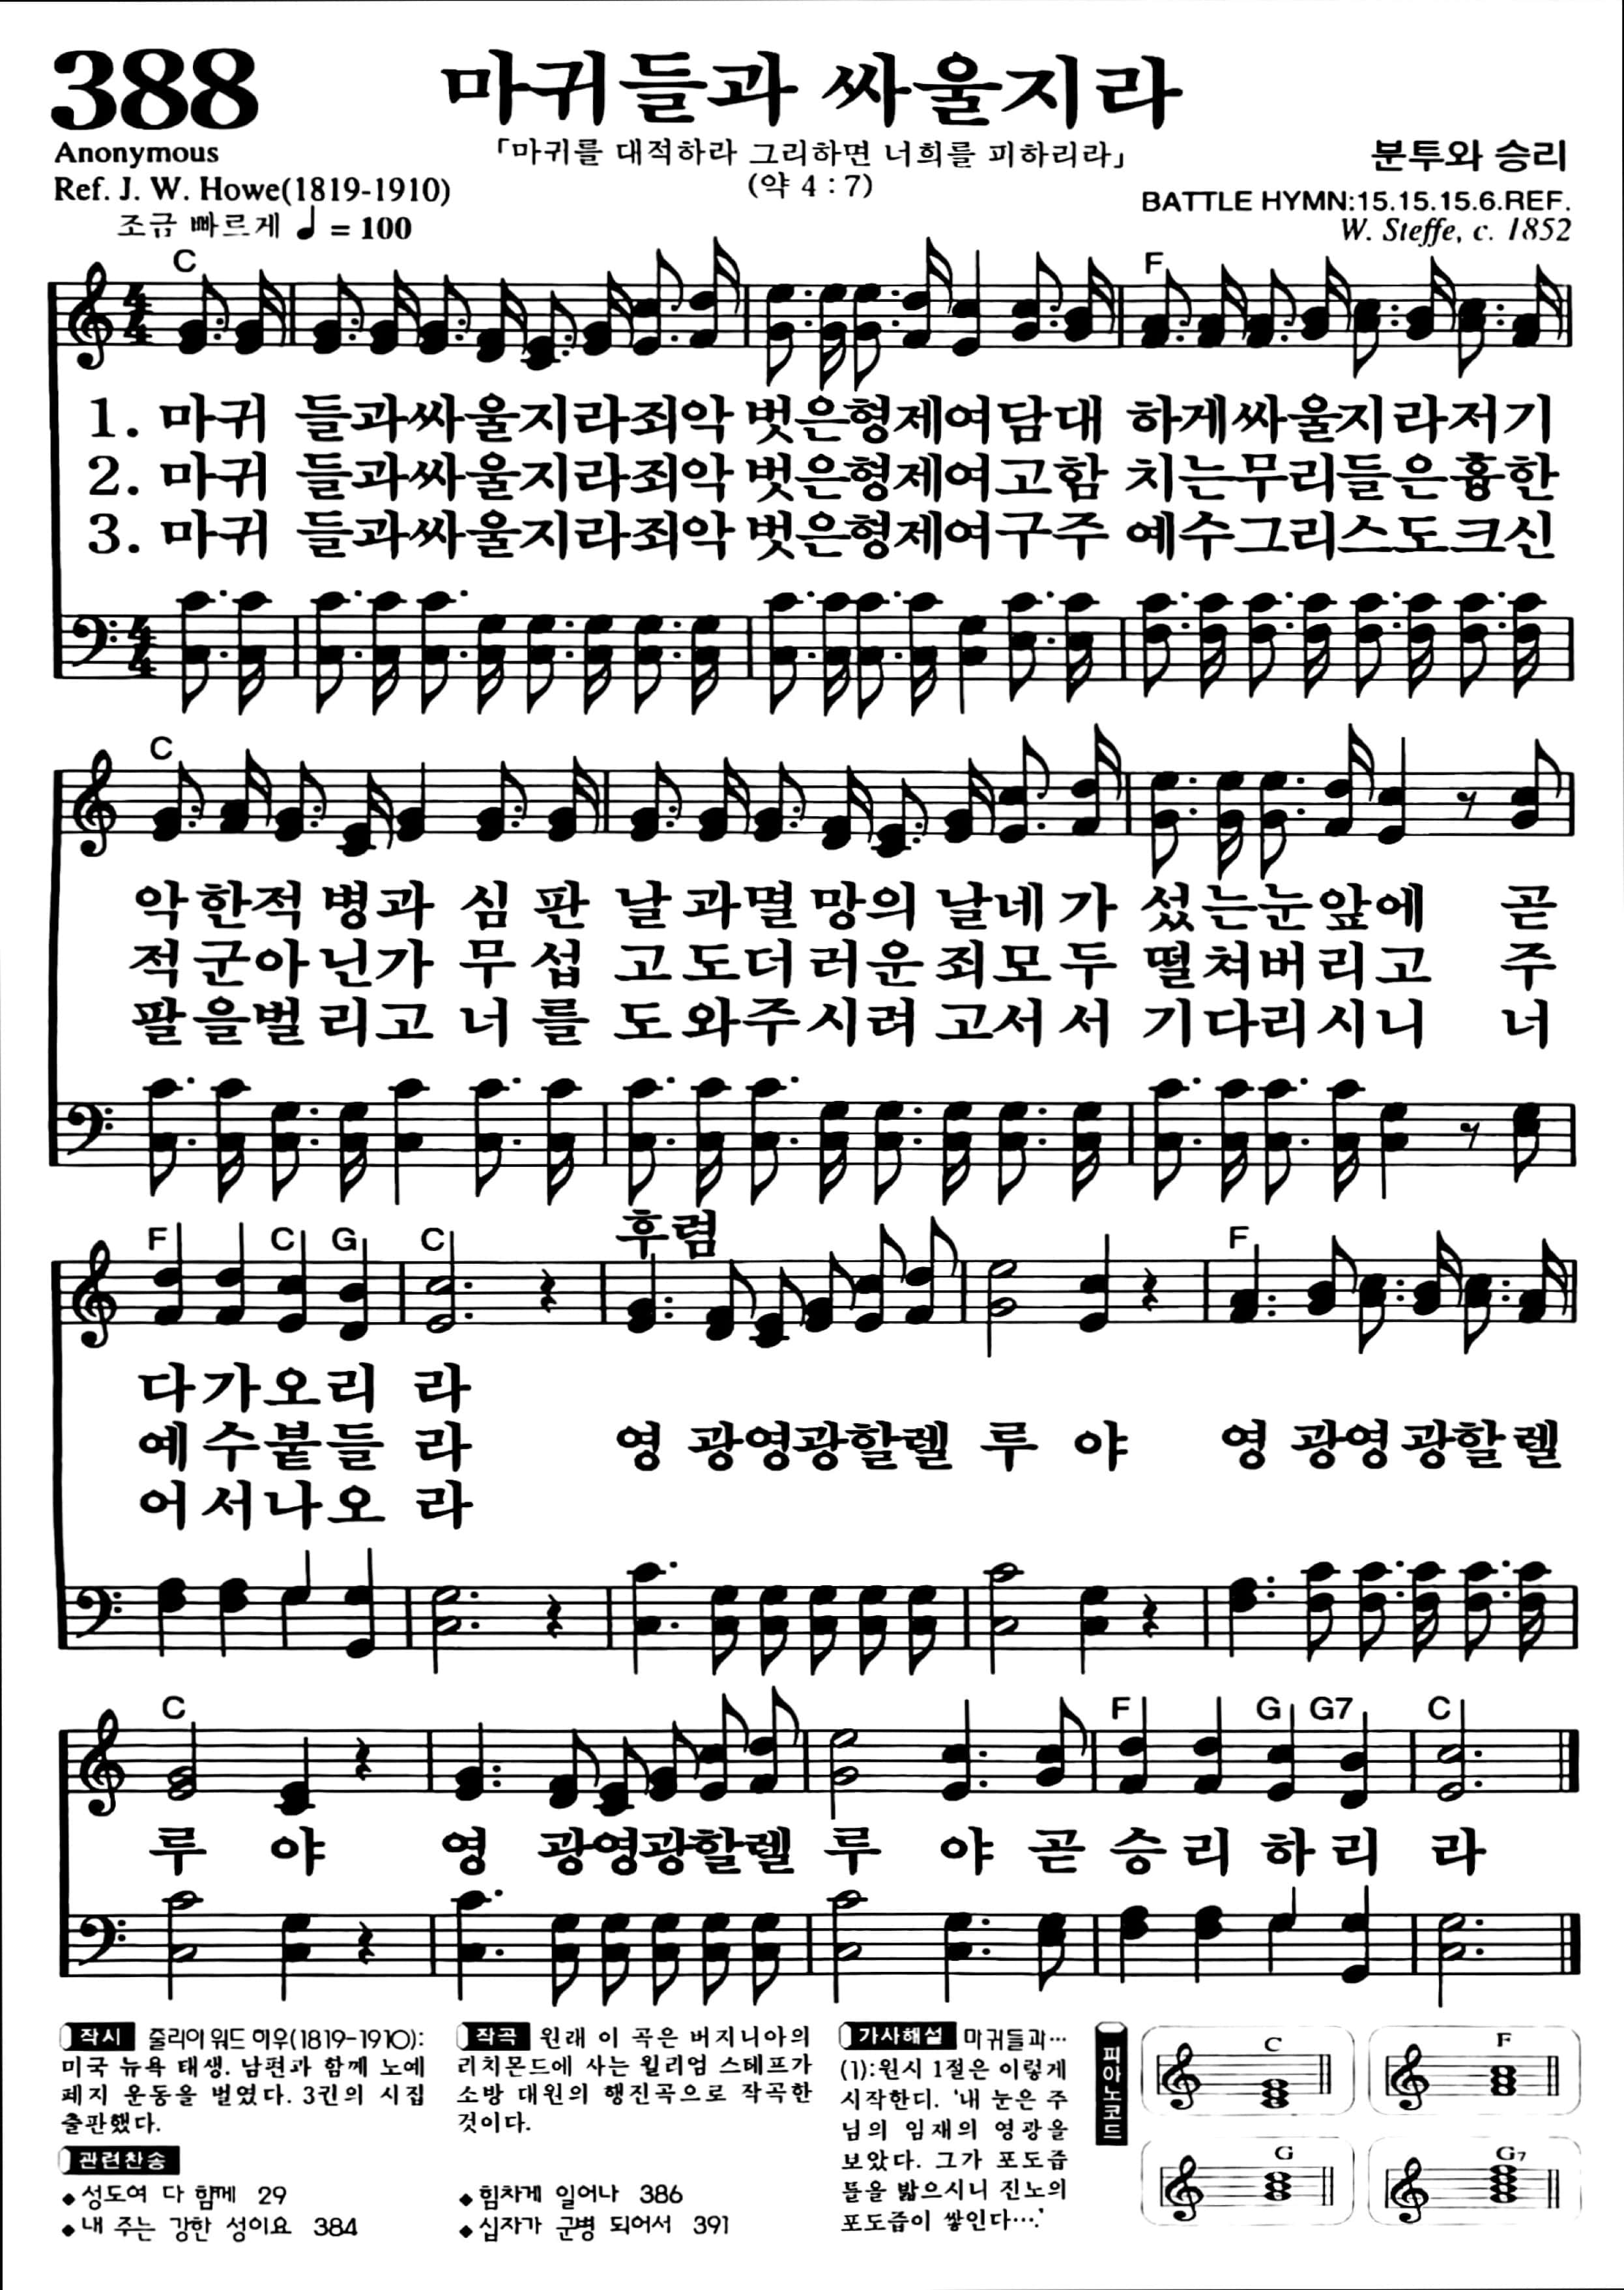 388
마귀들과 싸울지라
「마귀를 대적하라 그리하면 너희를 피하리라」
(약 4 : 7)
Anonymous
Ref. J. W. Howe(1819-1910)
조금 빠르게 ♩ = 100
분투와 승리
BATTLE HYMN:15.15.15.6.REF.
W. Steffe, c. 1852
C F
1. 마귀 들과싸울지라죄악 벗은형제여담대 하게싸울지라저기
2. 마귀 들과싸울지라죄악 벗은형제여고함 치는무리들은흉한
3. 마귀 들과싸울지라죄악 벗은형제여구주 예수그리스도크신
C
악한적 병과 심 판 날 과멸 망의 날네 가 섰는눈앞에 곧
적군아 닌가 무 섭 고 도더 러운 죄모 두 떨쳐버리고 주
팔을벌 리고 너 를 도 와주 시려 고서 서 기다리시니 너
F C G C 후렴 F
다가오리 라
예수붙들 라 영 광영광할렐 루 야 영 광영광할렐
어서나오 라
C F G G7 C
루 야 영 광영광할렐 루 야 곧 승리하리 라
작시 줄리아 워드 하우(1819-1910):
미국 뉴욕 태생. 남편과 함께 노예
폐지 운동을 벌였다. 3권의 시집
출판했다.
관련찬송
◆성도여 다 함께 29
◆내 주는 강한 성이요 384
작곡 원래 이 곡은 버지니아의
리치몬드에 사는 윌리엄 스테프가
소방 대원의 행진곡으로 작곡한
것이다.
◆힘차게 일어나 386
◆십자가 군병 되어서 391
가사해설 마귀들과…
(1):원시 1절은 이렇게
시작한다. '내 눈은 주
님의 임재의 영광을
보았다. 그가 포도즙
틀을 밟으시니 진노의
포도즙이 쌓인다….'
피아노코드
C F
G G7